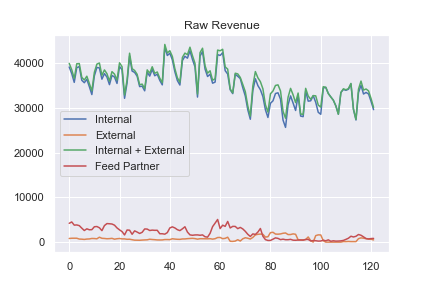 Raw Revenue
40000
30000
20000
10000
0
Internal
External
Internal + External
Feed Partner
0 20 40 60 80 100 120